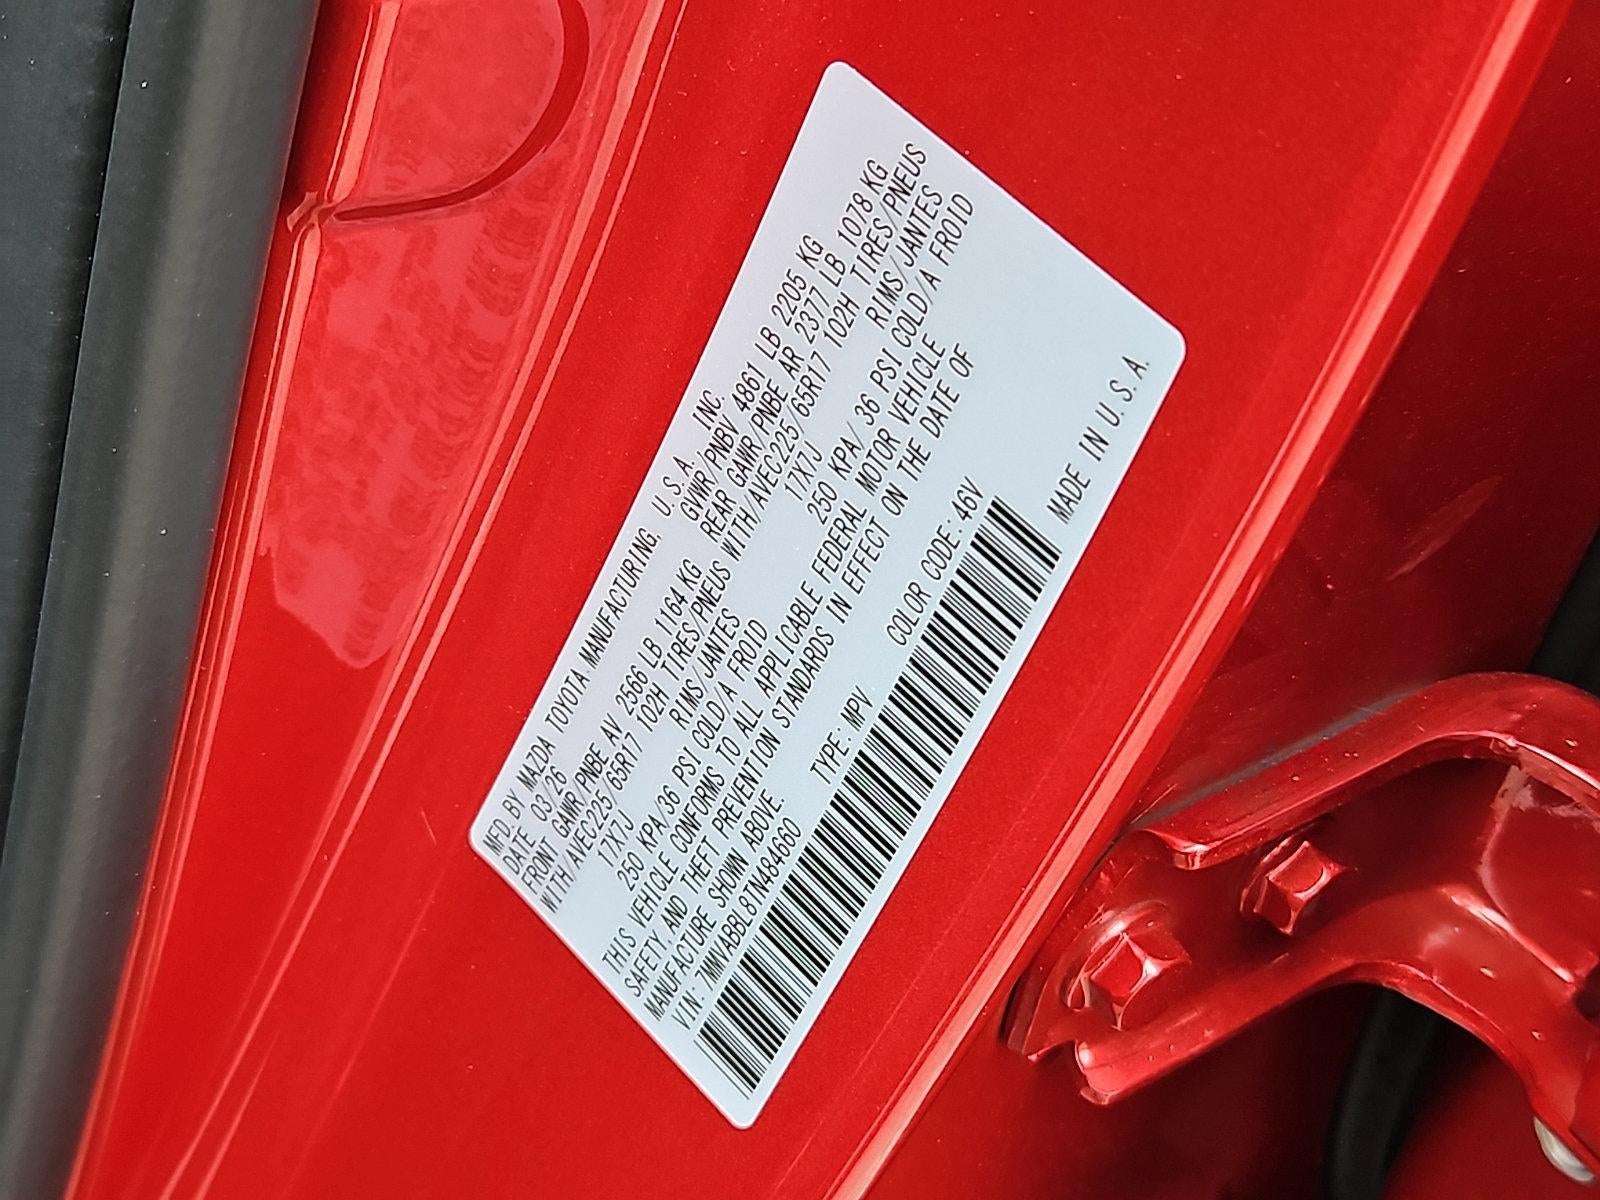 MFD. BY MAZDA TOYOTA MANUFACTURING, U.S.A. INC.
DATE 03/26 GVWR/PNBV 4861 LB 2205 KG
FRONT GAWR/PNBE AV 2566 LB 1164 KG REAR GAWR/PNBE AR 2377 LB 1078 KG
WITH/AVEC225/65R17 102H TIRES/PNEUS WITH/AVEC225/65R17 102H TIRES/PNEUS
17X7J RIMS/JANTES 17X7J RIMS/JANTES
250 KPA/36 PSI COLD/A FROID 250 KPA/ 36 PSI COLD/A FROID
THIS VEHICLE CONFORMS TO ALL APPLICABLE FEDERAL MOTOR VEHICLE
SAFETY, AND THEFT PREVENTION STANDARDS IN EFFECT ON THE DATE OF
MANUFACTURE SHOWN ABOVE.
VIN: 7MMVABBL8TN484660 TYPE: MPV COLOR CODE: 46V
MADE IN U.S.A.